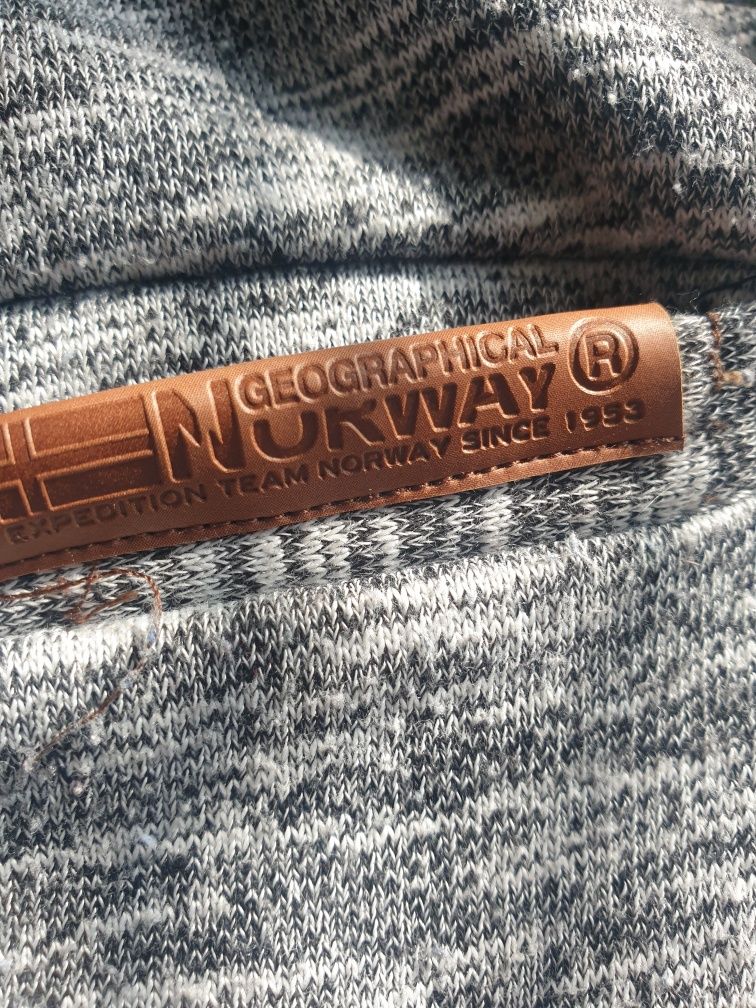 GEOGRAPHICAL
NORWAY ®
EXPEDITION TEAM NORWAY SINCE 1953